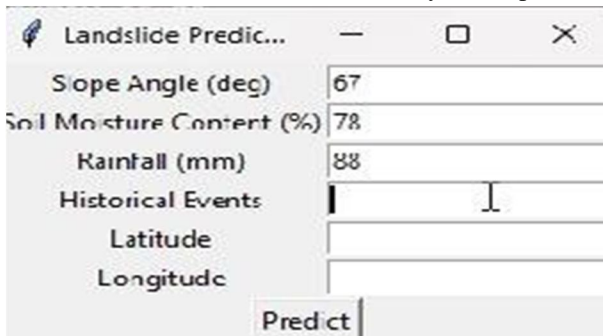 Landslide Predic...
Slope Angle (deg) 67
Soil Moisture Content (%) 78
Rainfall (mm) 88
Historical Events
Latitude
Longitude
Predict